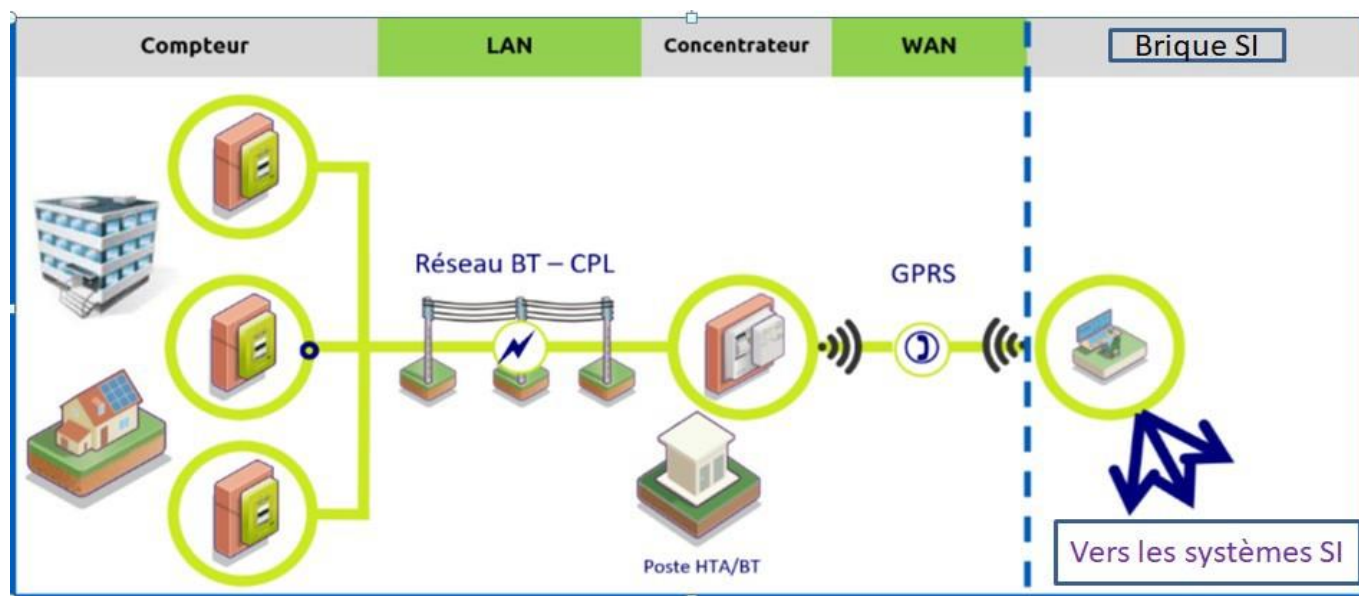 Compteur
LAN
Concentrateur
WAN
Brique SI
Réseau BT – CPL
GPRS
Poste HTA/BT
Vers les systèmes SI